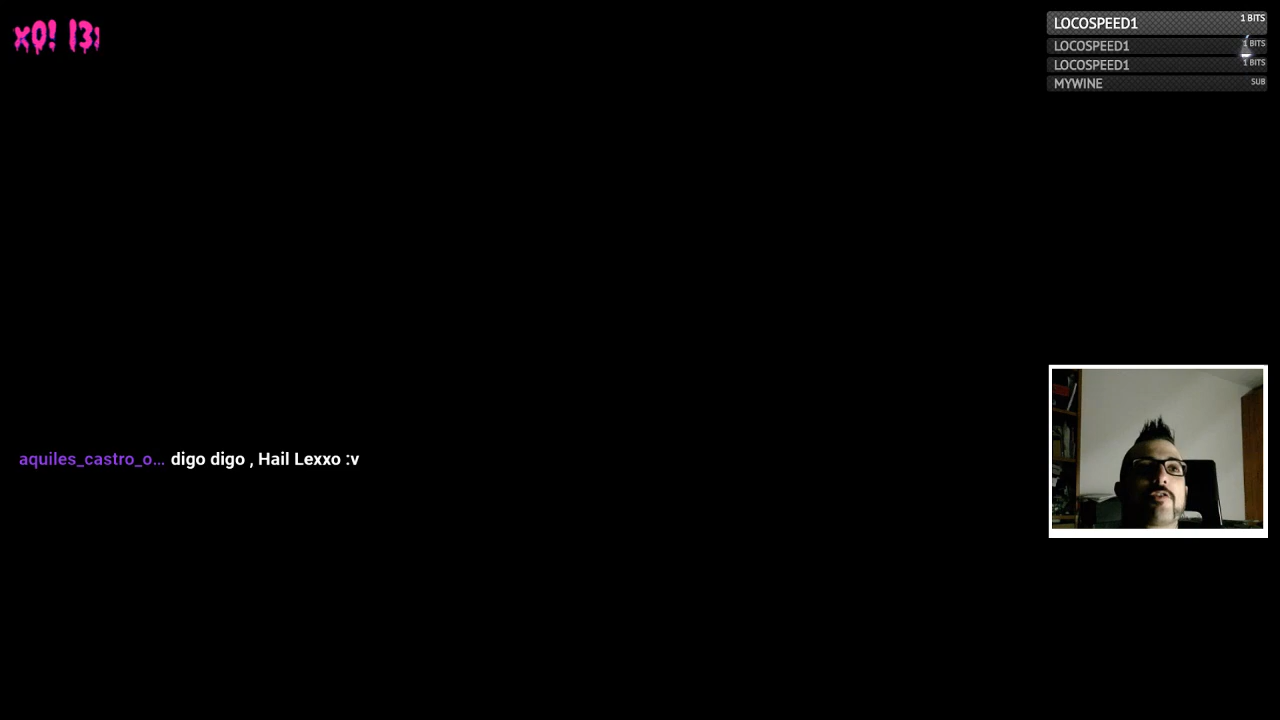 xO! 13:
LOCOSPEED1 1 BITS
LOCOSPEED1 1 BITS
LOCOSPEED1 1 BITS
MYWINE SUB
aquiles_castro_o... digo digo , Hail Lexxo :v